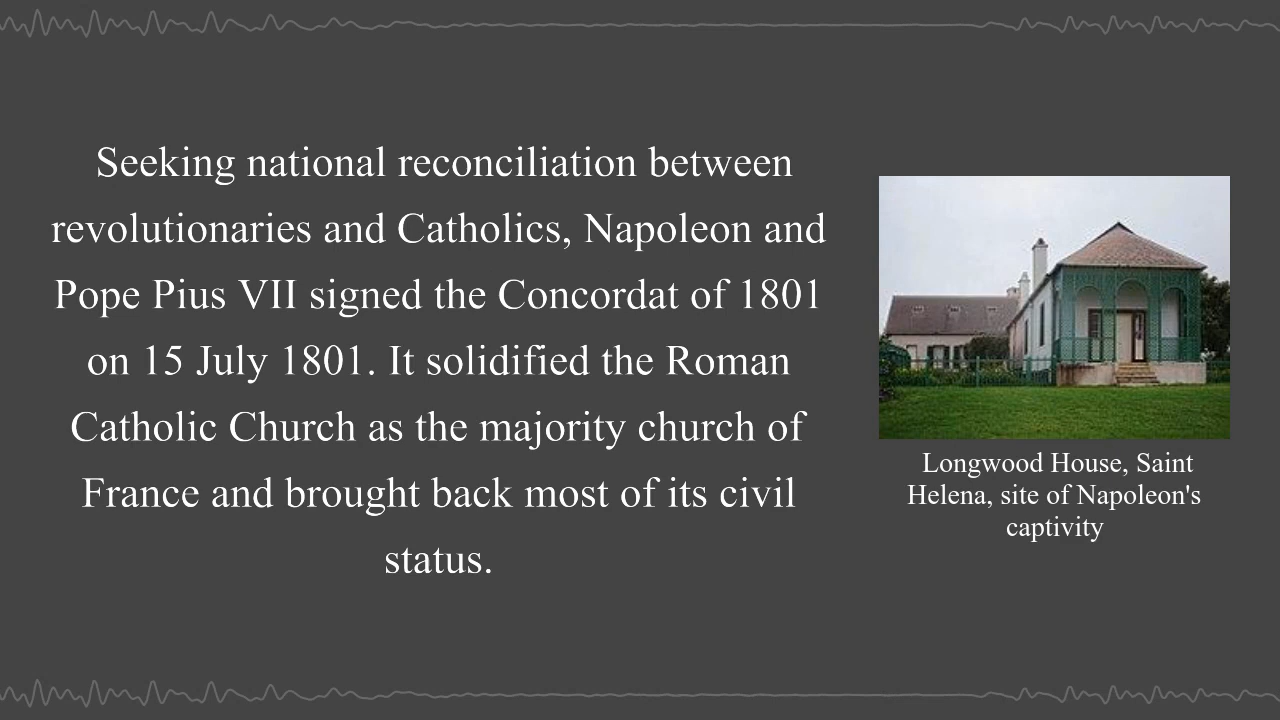 Seeking national reconciliation between
revolutionaries and Catholics, Napoleon and
Pope Pius VII signed the Concordat of 1801
on 15 July 1801. It solidified the Roman
Catholic Church as the majority church of
France and brought back most of its civil
status.
Longwood House, Saint
Helena, site of Napoleon's
captivity